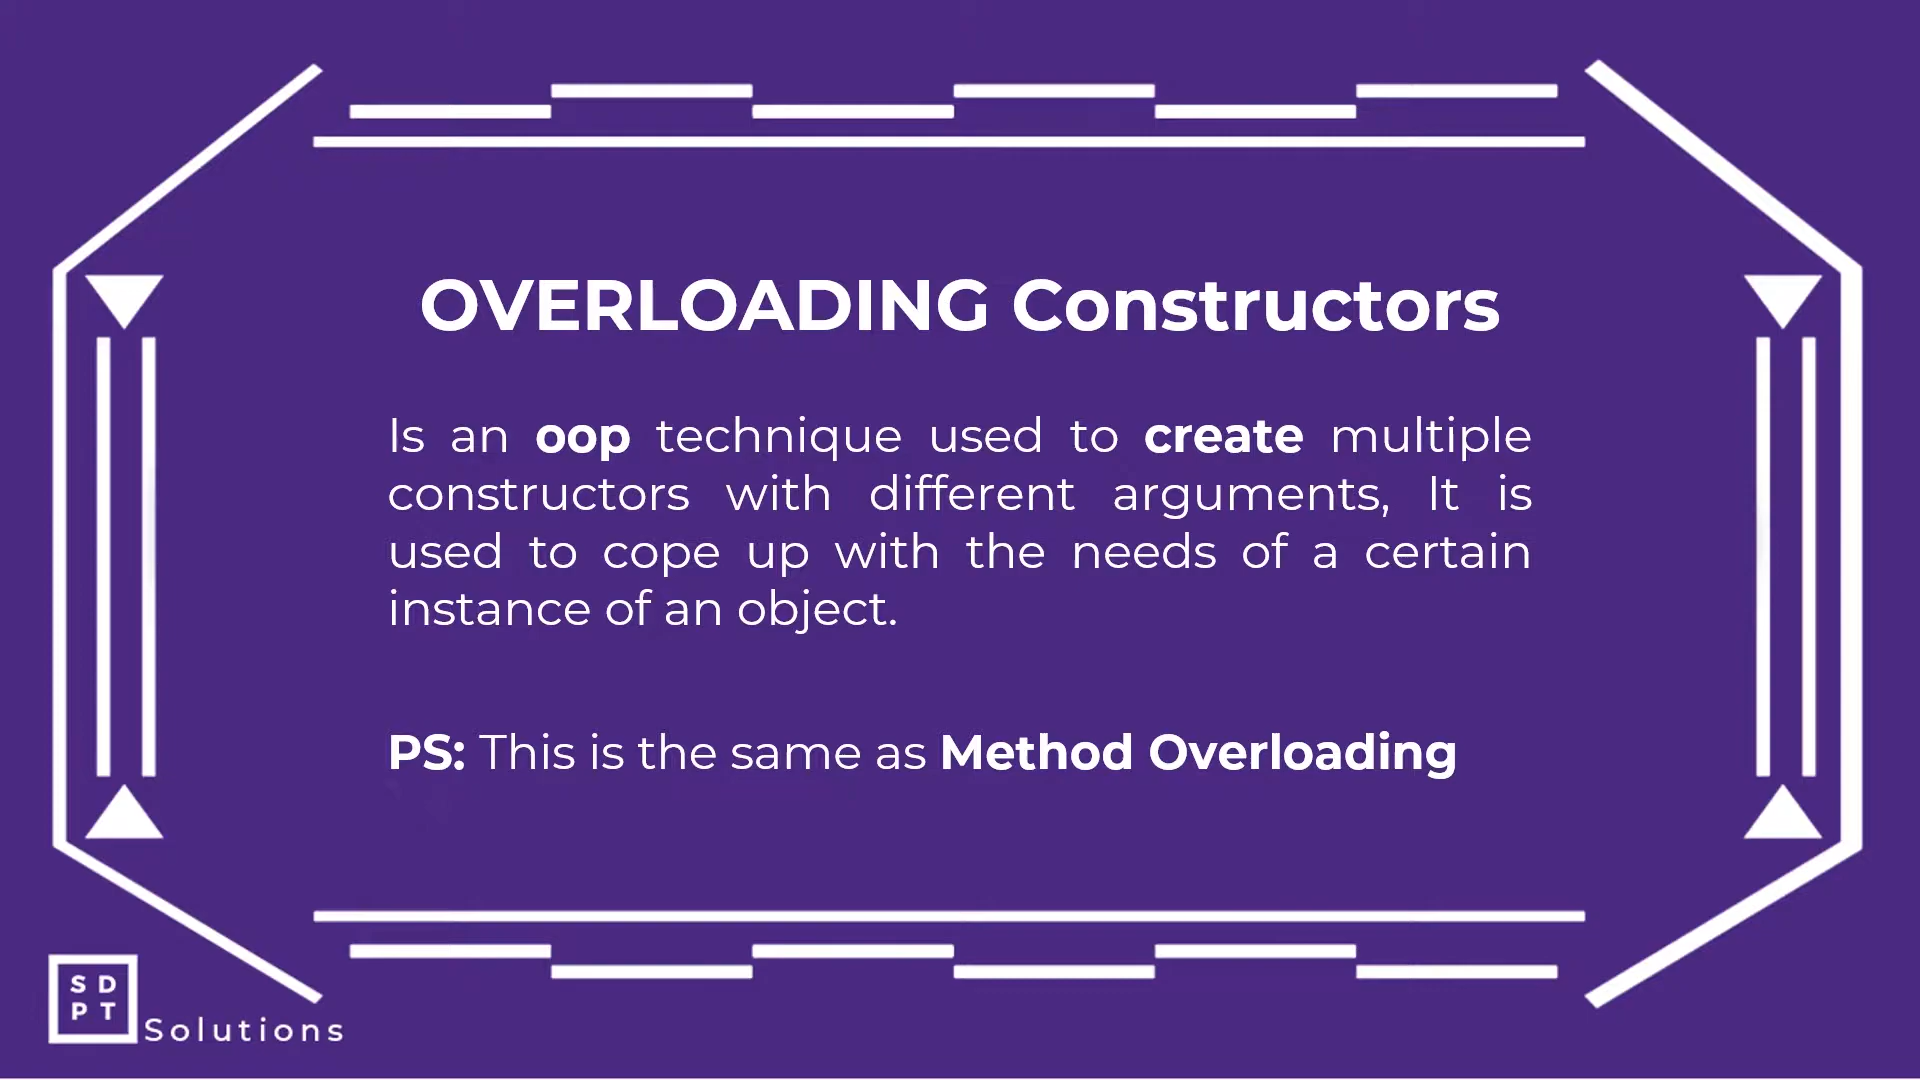 OVERLOADING Constructors
Is an oop technique used to create multiple
constructors with different arguments, It is
used to cope up with the needs of a certain
instance of an object.
PS: This is the same as Method Overloading
S D
P T
Solutions